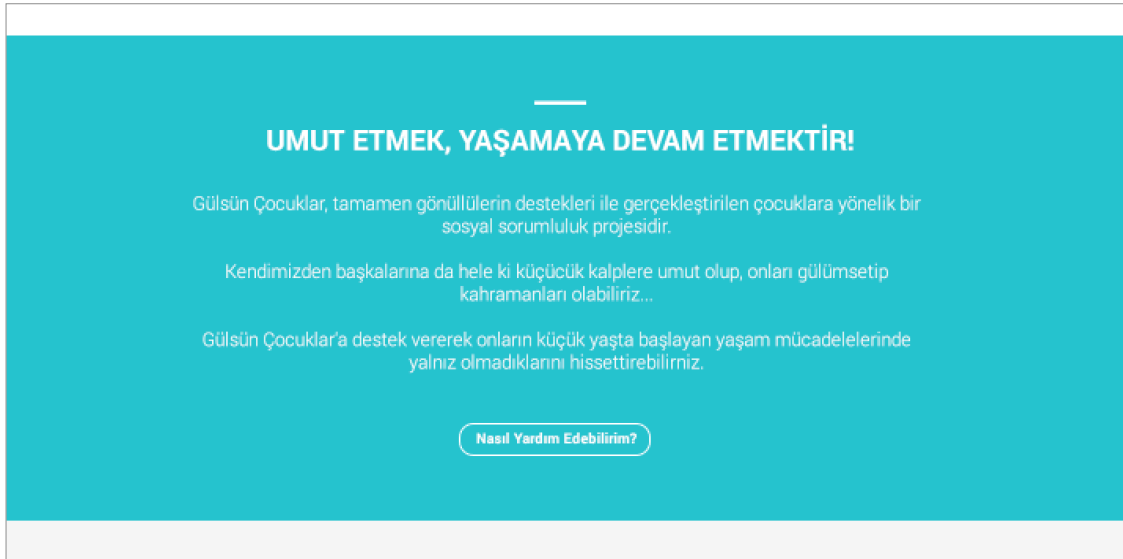 UMUT ETMEK, YAŞAMAYA DEVAM ETMEKTİR!
Gülsün Çocuklar, tamamen gönüllülerin destekleri ile gerçekleştirilen çocuklara yönelik bir
sosyal sorumluluk projesidir.
Kendimizden başkalarına da hele ki küçücük kalplere umut olup, onları gülümsetip
kahramanları olabiliriz...
Gülsün Çocuklar'a destek vererek onların küçük yaşta başlayan yaşam mücadelelerinde
yalnız olmadıklarını hissettirebilirniz.
Nasıl Yardım Edebilirim?